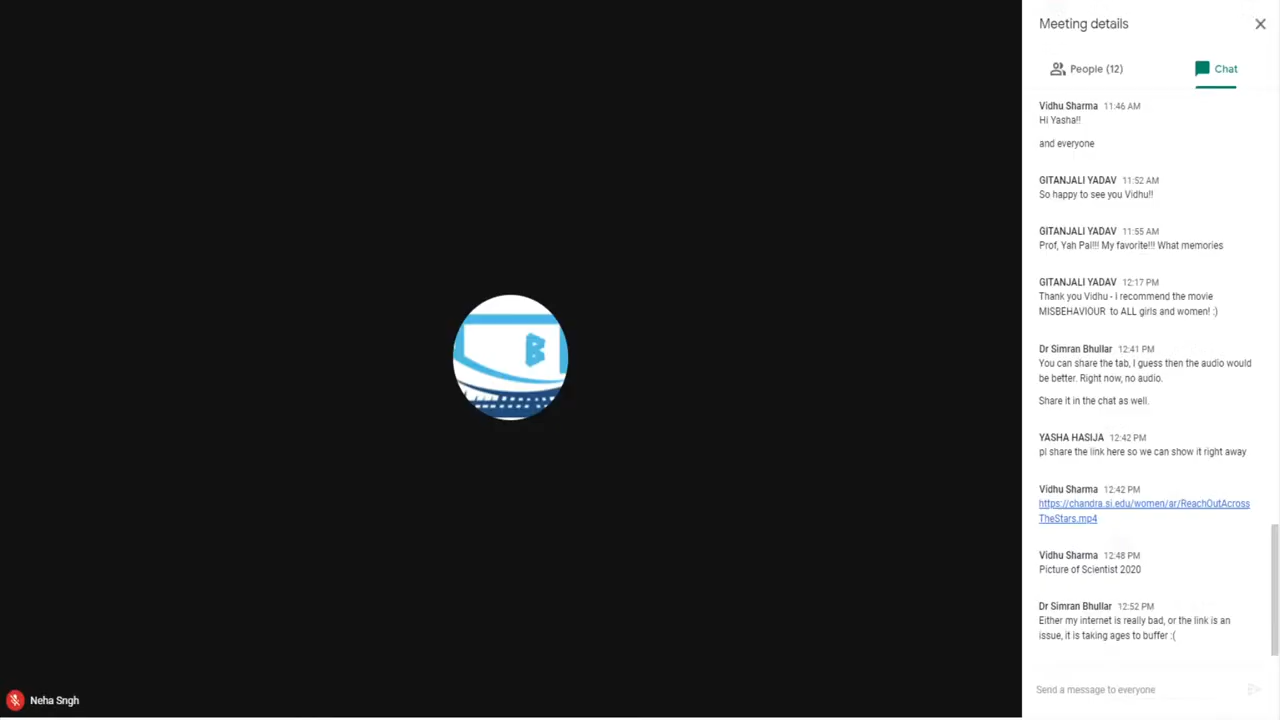 Meeting details
People (12)
Chat
Vidhu Sharma 11:46 AM
Hi Yasha!!
and everyone
GITANJALI YADAV 11:52 AM
So happy to see you Vidhu!!
GITANJALI YADAV 11:55 AM
Prof, Yah Pal!!! My favorite!!! What memories
GITANJALI YADAV 12:17 PM
Thank you Vidhu - I recommend the movie
MISBEHAVIOUR to ALL girls and women! :)
Dr Simran Bhullar 12:41 PM
You can share the tab, I guess then the audio would
be better. Right now, no audio.
Share it in the chat as well.
YASHA HASIJA 12:42 PM
pl share the link here so we can show it right away
Vidhu Sharma 12:42 PM
https://chandra.si.edu/women/ar/ReachOutAcross
TheStars.mp4
Vidhu Sharma 12:48 PM
Picture of Scientist 2020
Dr Simran Bhullar 12:52 PM
Either my internet is really bad, or the link is an
issue, it is taking ages to buffer :(
Send a message to everyone
B
Neha Sngh